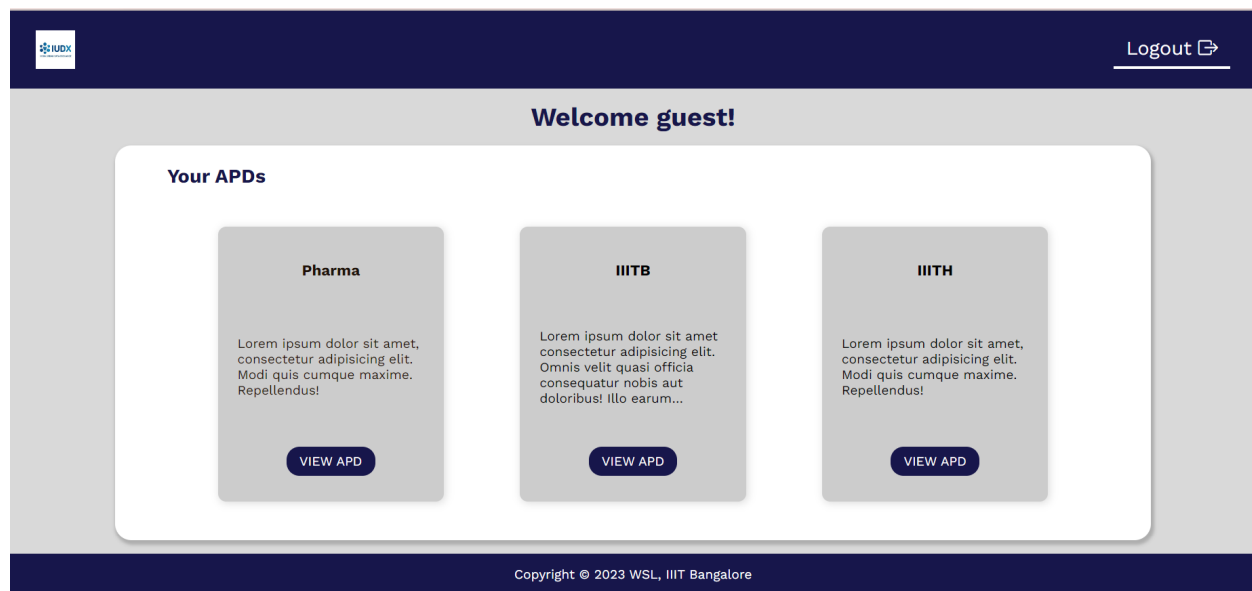 IUDX
Logout
Welcome guest!
Your APDs
Pharma
Lorem ipsum dolor sit amet,
consectetur adipisicing elit.
Modi quis cumque maxime.
Repellendus!
VIEW APD
IIITB
Lorem ipsum dolor sit amet
consectetur adipisicing elit.
Omnis velit quasi officia
consequatur nobis aut
doloribus! Illo earum...
VIEW APD
IIITH
Lorem ipsum dolor sit amet,
consectetur adipisicing elit.
Modi quis cumque maxime.
Repellendus!
VIEW APD
Copyright © 2023 WSL, IIIT Bangalore